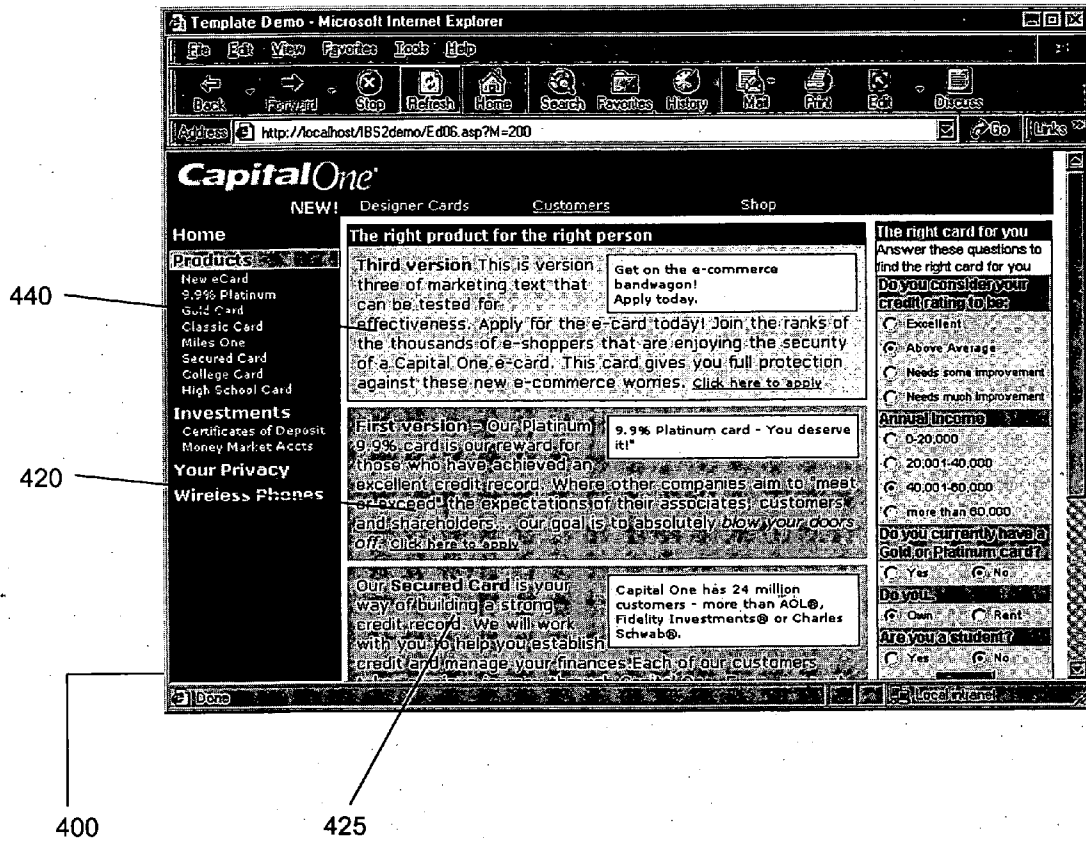 Template Demo - Microsoft Internet Explorer
File Edit View Favorites Tools Help
Back Forward Stop Refresh Home Search Favorites History Mail Print Edit Discuss
Address http://localhost/IBS2demo/Ed06.asp?M=200 Go Links »
CapitalOne®
NEW! Designer Cards Customers Shop
Home
Products
New eCard
9.9% Platinum
Gold Card
Classic Card
Miles One
Secured Card
College Card
High School Card
Investments
Certificates of Deposit
Money Market Accts
Your Privacy
Wireless Phones
The right product for the right person
Third version This is version
three of marketing text that
can be tested for
effectiveness. Apply for the e-card today! Join the ranks of
the thousands of e-shoppers that are enjoying the security
of a Capital One e-card. This card gives you full protection
against these new e-commerce worries. Click here to apply
Get on the e-commerce
bandwagon!
Apply today.
First version - Our Platinum
9.9% card is our reward for
those who have achieved an
excellent credit record. Where other companies aim to "meet
or exceed" the expectations of their associates, customers
and shareholders... our goal is to absolutely blow your doors
off. Click here to apply
9.9% Platinum card - You deserve
it!"
Our Secured Card is your
way of building a strong
credit record. We will work
with you to help you establish
credit and manage your finances Each of our customers
Capital One has 24 million
customers - more than AOL®,
Fidelity Investments® or Charles
Schwab®.
The right card for you
Answer these questions to
find the right card for you
Do you consider your
credit rating to be:
Excellent
Above Average
Needs some improvement
Needs much improvement
Annual Income
0-20,000
20,001-40,000
40,001-60,000
more than 60,000
Do you currently have a
Gold or Platinum card?
Yes No
Do you..
Own Rent
Are you a student?
Yes No
Done Local intranet
440
420
400
425